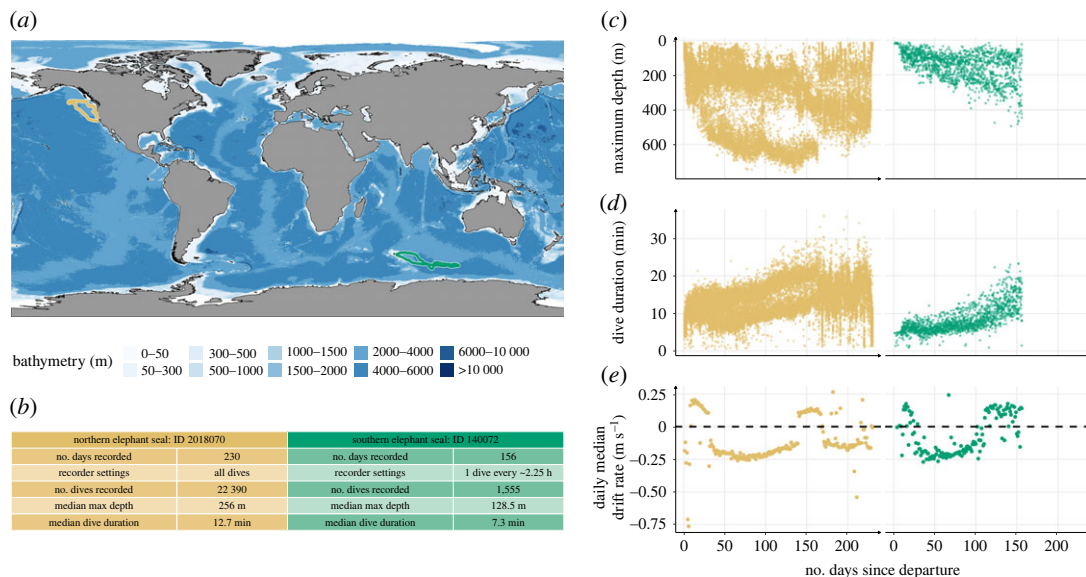 (a)
bathymetry (m)
0–50 300–500 1000–1500 2000–4000 6000–10 000
50–300 500–1000 1500–2000 4000–6000 >10 000
(b)
northern elephant seal: ID 2018070 southern elephant seal: ID 140072
no. days recorded 230 no. days recorded 156
recorder settings all dives recorder settings 1 dive every ~2.25 h
no. dives recorded 22 390 no. dives recorded 1,555
median max depth 256 m median max depth 128.5 m
median dive duration 12.7 min median dive duration 7.3 min
(c)
maximum depth (m)
0
200
400
600
(d)
dive duration (min)
30
20
10
0
(e)
daily median
drift rate (m s⁻¹)
0.25
0
−0.25
−0.50
−0.75
0 50 100 150 200 0 50 100 150 200
no. days since departure